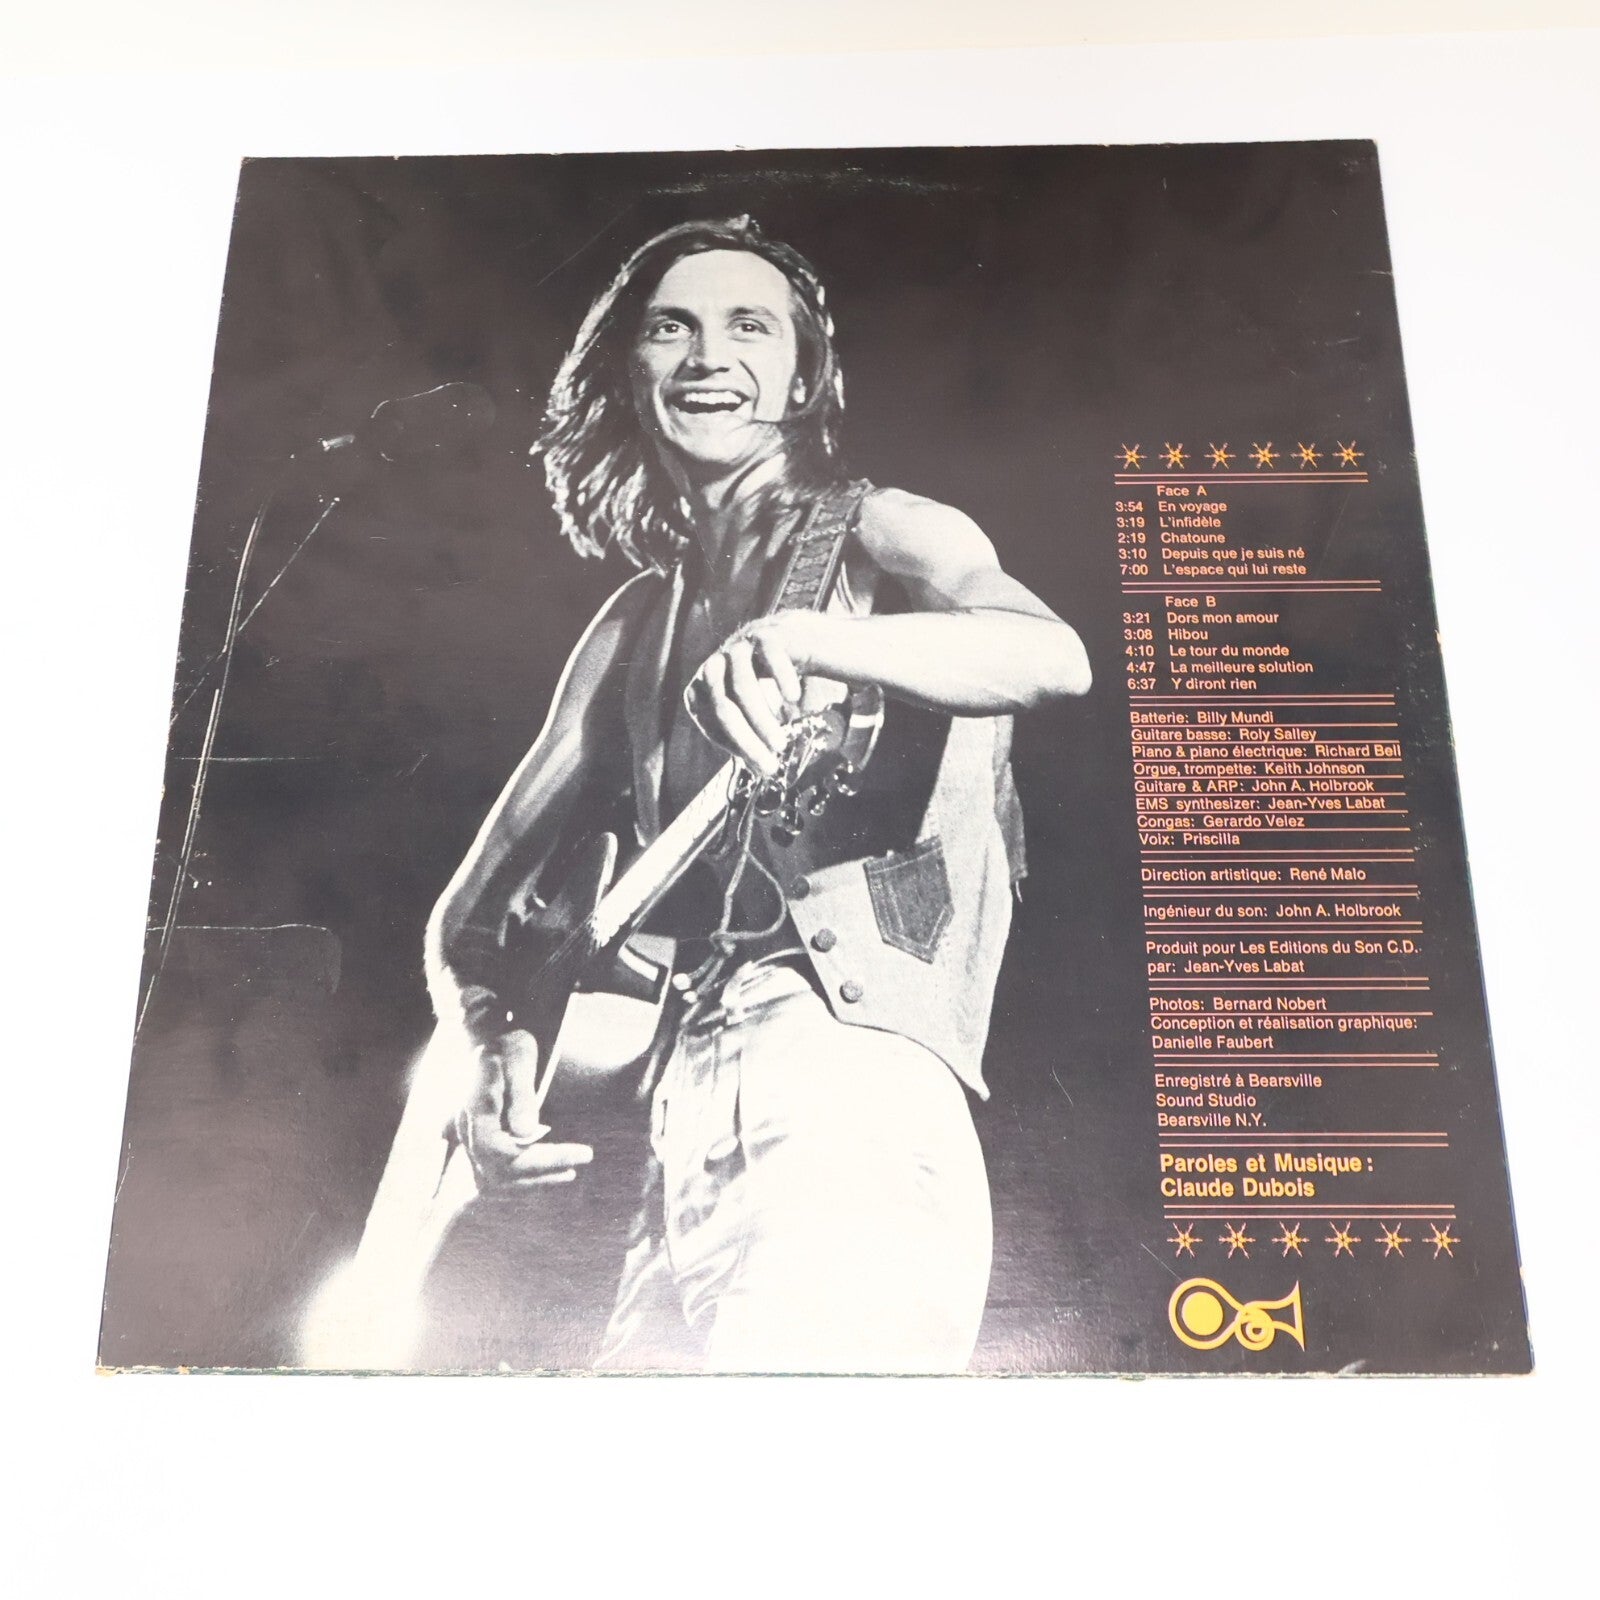 Face A
3:54 En voyage
3:19 L'infidèle
2:19 Chatoune
3:10 Depuis que je suis né
7:00 L'espace qui lui reste
Face B
3:21 Dors mon amour
3:08 Hibou
4:10 Le tour du monde
4:47 La meilleure solution
6:37 Y diront rien
Batterie: Billy Mundi
Guitare basse: Roly Salley
Piano & piano électrique: Richard Bell
Orgue, trompette: Keith Johnson
Guitare & ARP: John A. Holbrook
EMS synthesizer: Jean-Yves Labat
Congas: Gerardo Velez
Voix: Priscilla
Direction artistique: René Malo
Ingénieur du son: John A. Holbrook
Produit pour Les Editions du Son C.D.
par: Jean-Yves Labat
Photos: Bernard Nobert
Conception et réalisation graphique:
Danielle Faubert
Enregistré à Bearsville
Sound Studio
Bearsville N.Y.
Paroles et Musique:
Claude Dubois